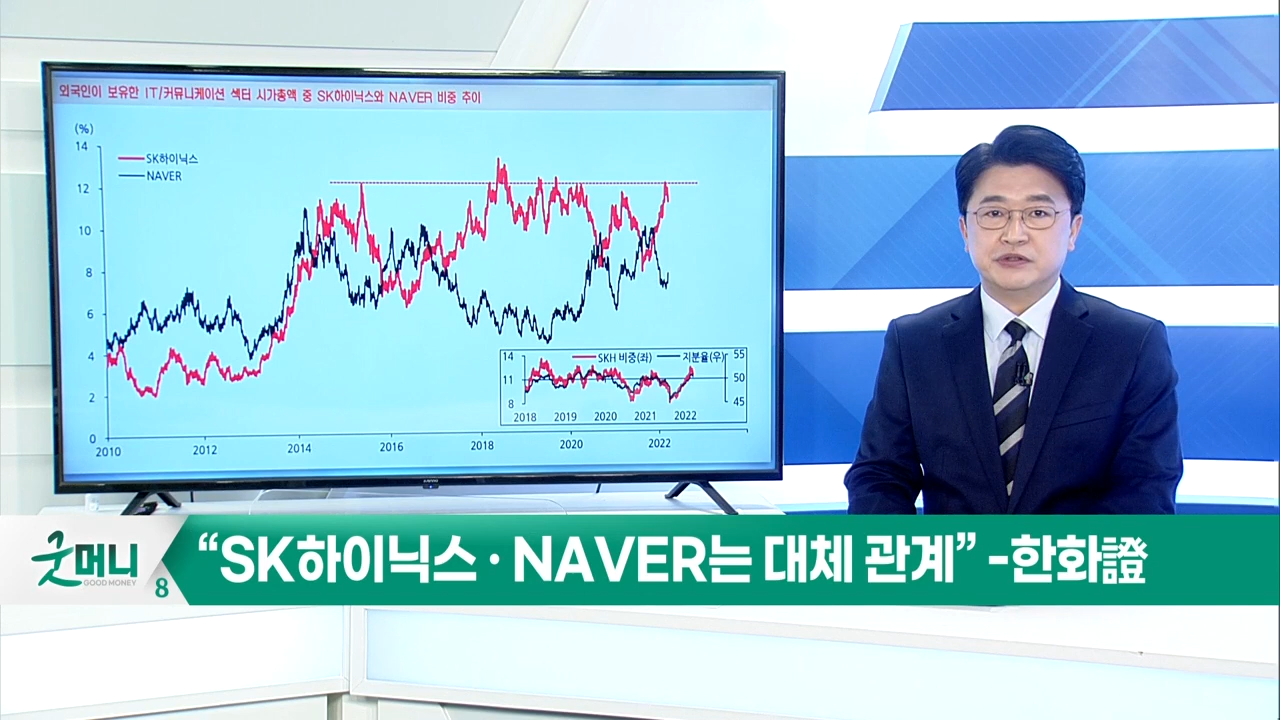 외국인이 보유한 IT/커뮤니케이션 섹터 시가총액 중 SK하이닉스와 NAVER 비중 추이
(%)
14
12
10
8
6
4
2
0
SK하이닉스
NAVER
2010 2012 2014 2016 2018 2020 2022
SKH 비중(좌) 지분율(우)
14 55
11 50
8 45
2018 2019 2020 2021 2022
굿머니
GOOD MONEY
8
“SK하이닉스·NAVER는 대체 관계” -한화證